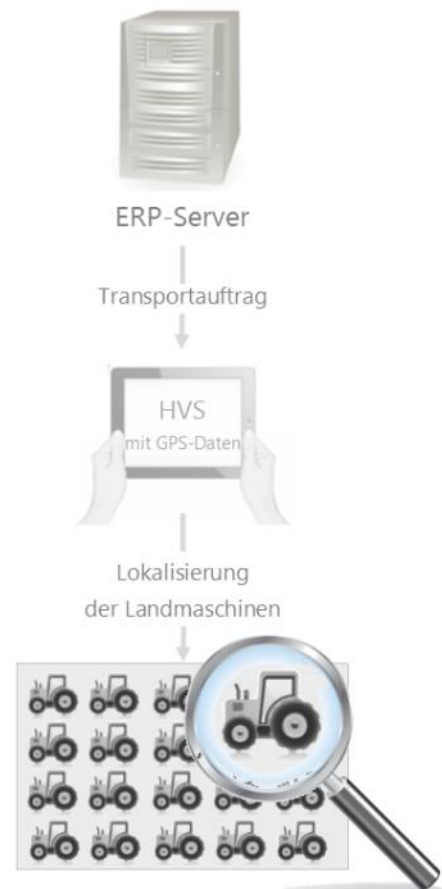 ERP-Server
Transportauftrag
HVS
mit GPS-Daten
Lokalisierung
der Landmaschinen